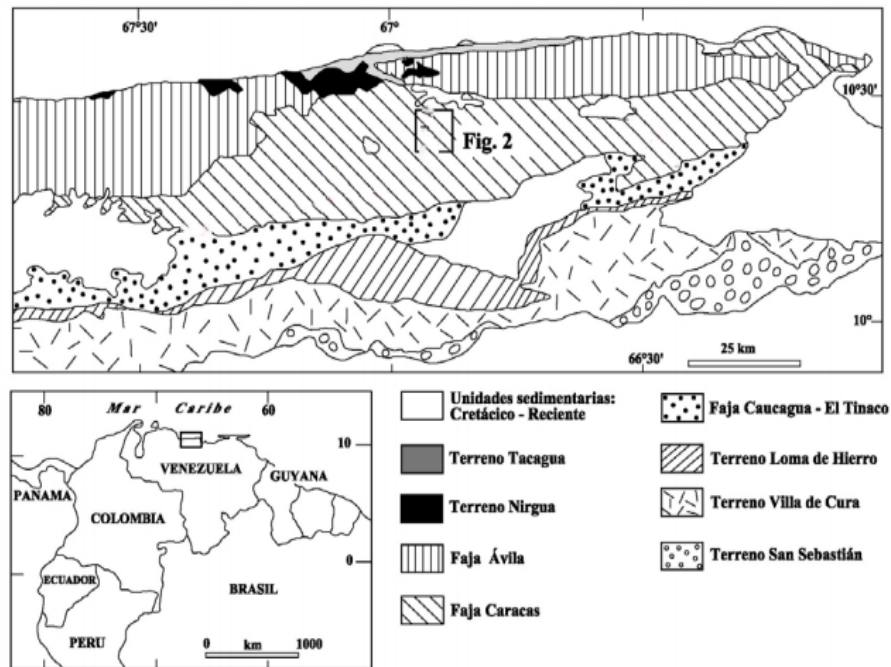 67°30'
67°
10°30'
Fig. 2
10°
66°30'
25 km
80
Mar Caribe
60
10
VENEZUELA
GUYANA
PANAMA
COLOMBIA
0
ECUADOR
BRASIL
PERU
0 km 1000
Unidades sedimentarias:
Cretácico - Reciente
Terreno Tacagua
Terreno Nirgua
Faja Ávila
Faja Caracas
Faja Caucagua - El Tinaco
Terreno Loma de Hierro
Terreno Villa de Cura
Terreno San Sebastián